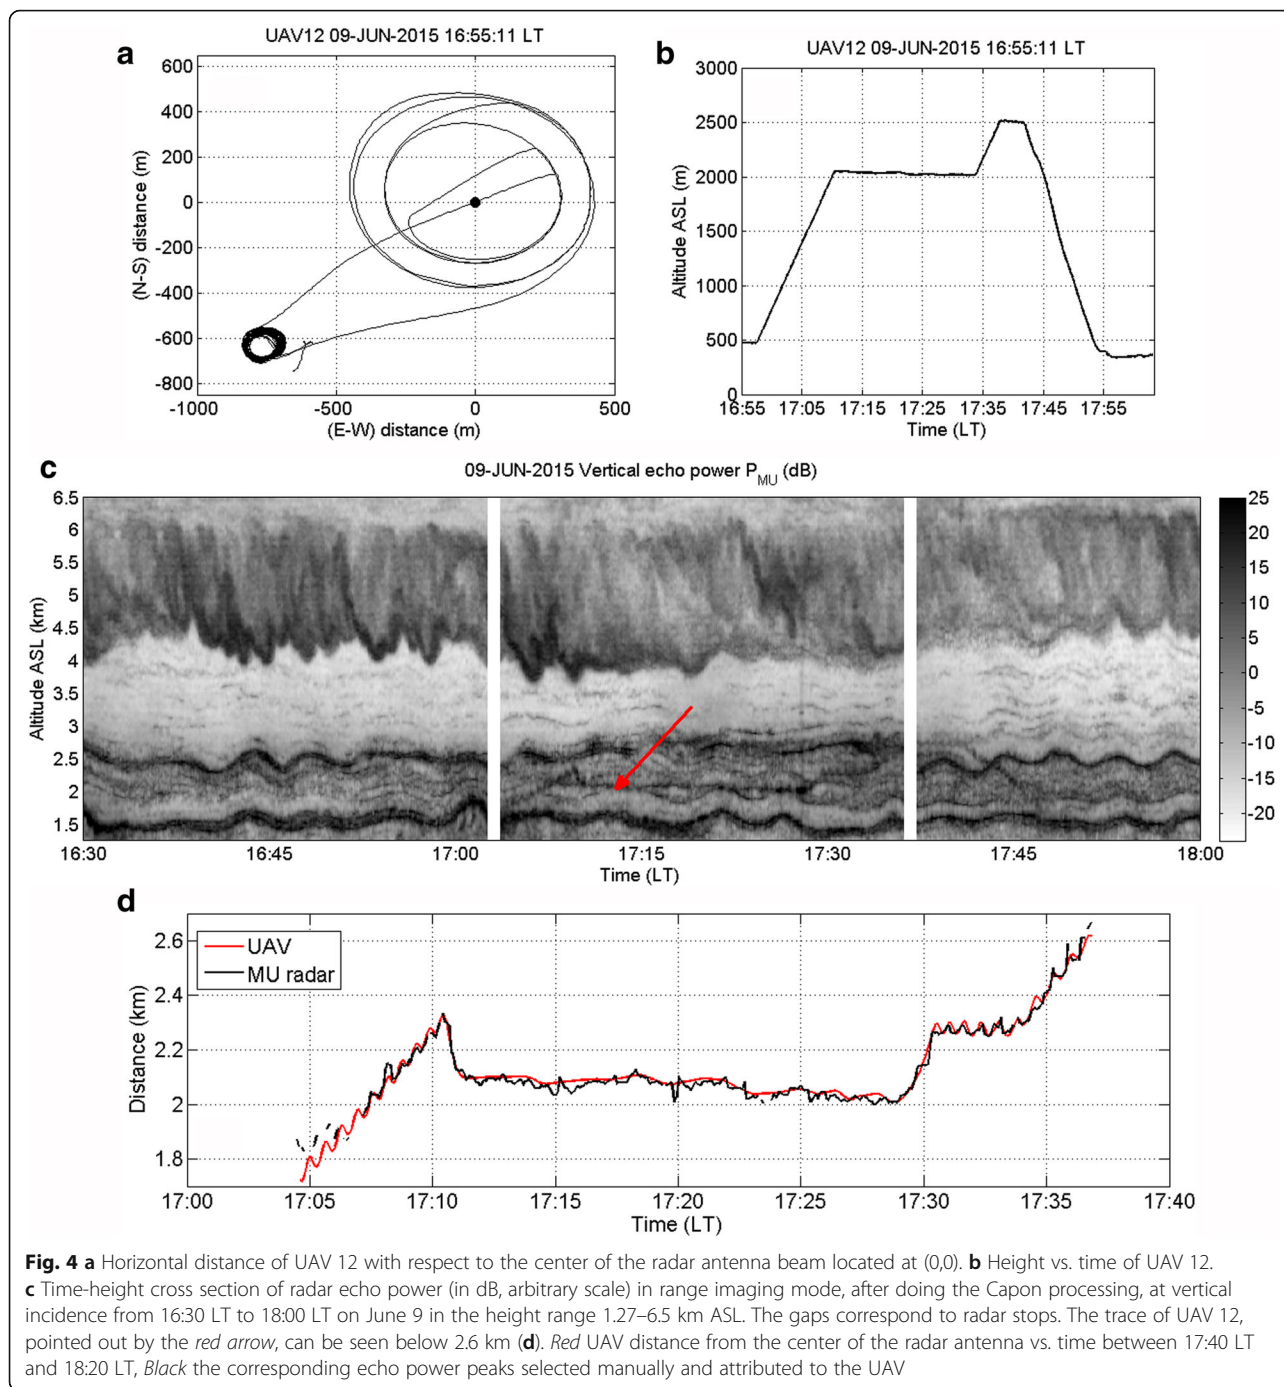 a
UAV12 09-JUN-2015 16:55:11 LT
600
400
200
0
-200
-400
-600
-800
-1000
-500
0
500
(N-S) distance (m)
(E-W) distance (m)
b
UAV12 09-JUN-2015 16:55:11 LT
3000
2500
2000
1500
1000
500
0
16:55 17:05 17:15 17:25 17:35 17:45 17:55
Altitude ASL (m)
Time (LT)
c
09-JUN-2015 Vertical echo power P_MU (dB)
6.5
6
5.5
5
4.5
4
3.5
3
2.5
2
1.5
Altitude ASL (km)
16:30 16:45 17:00 17:15 17:30 17:45 18:00
Time (LT)
25
20
15
10
5
0
-5
-10
-15
-20
d
UAV
MU radar
2.6
2.4
2.2
2
1.8
Distance (km)
17:00 17:05 17:10 17:15 17:20 17:25 17:30 17:35 17:40
Time (LT)
Fig. 4 a Horizontal distance of UAV 12 with respect to the center of the radar antenna beam located at (0,0). b Height vs. time of UAV 12.
c Time-height cross section of radar echo power (in dB, arbitrary scale) in range imaging mode, after doing the Capon processing, at vertical
incidence from 16:30 LT to 18:00 LT on June 9 in the height range 1.27–6.5 km ASL. The gaps correspond to radar stops. The trace of UAV 12,
pointed out by the red arrow, can be seen below 2.6 km (d). Red UAV distance from the center of the radar antenna vs. time between 17:40 LT
and 18:20 LT, Black the corresponding echo power peaks selected manually and attributed to the UAV